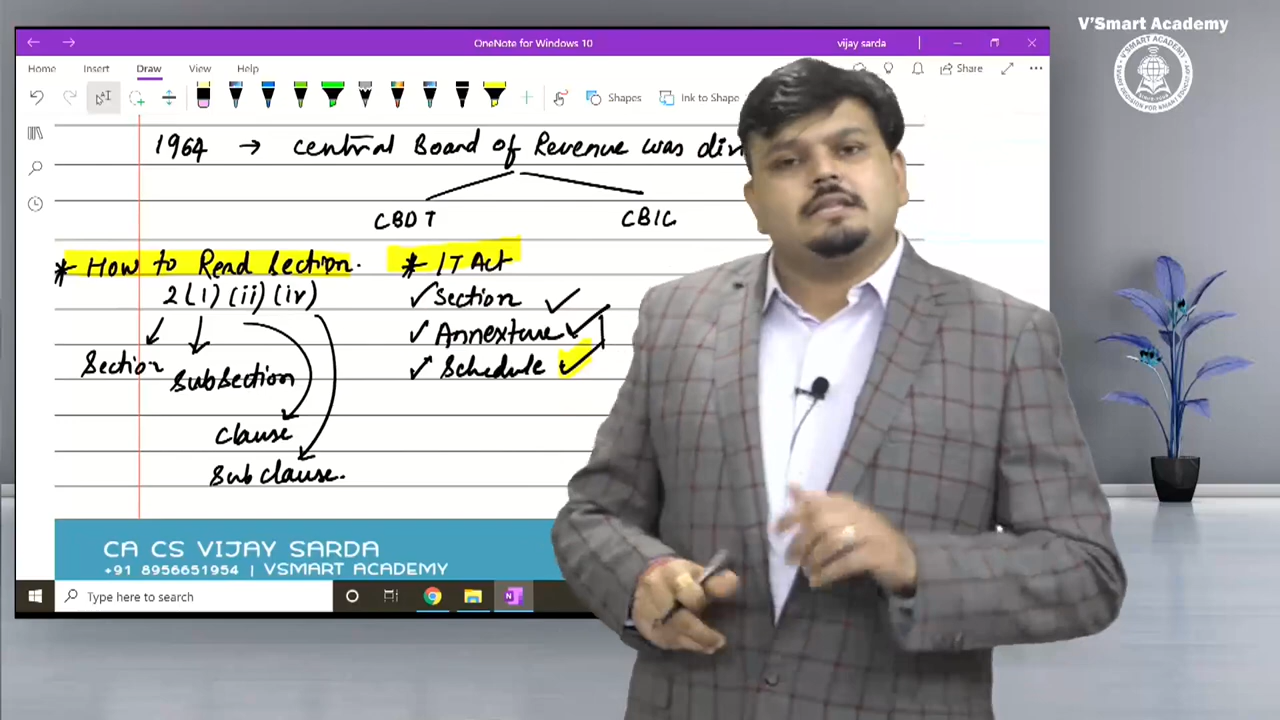 V'Smart Academy
OneNote for Windows 10
vijay sarda
Home Insert Draw View Help
Share
Shapes
Ink to Shape
1964 → Central Board of Revenue was
CBDT CBIC
* How to Read Section.
2(1)(ii)(iv)
Section
Subsection
Clause
Sub clause.
* IT Act
✓ Section ✓
✓ Annexture ✓
✓ Schedule ✓
CA CS VIJAY SARDA
+91 8956651954 | VSMART ACADEMY
Type here to search